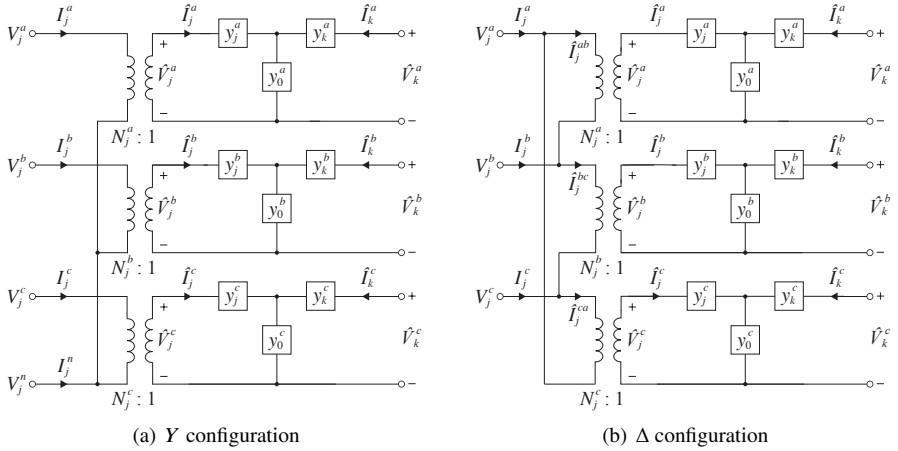 I_j^a Î_j^a Î_k^a I_j^a Î_j^a Î_k^a
V_j^a y_j^a y_k^a + V_j^a y_j^a y_k^a +
+ Î_j^{ab} +
V̂_j^a y_0^a V̂_k^a V̂_j^a y_0^a V̂_k^a
− − − −
N_j^a : 1 N_j^a : 1
I_j^b Î_j^b Î_k^b I_j^b Î_j^b Î_k^b
V_j^b y_j^b y_k^b + V_j^b y_j^b y_k^b +
+ Î_j^{bc} +
V̂_j^b y_0^b V̂_k^b V̂_j^b y_0^b V̂_k^b
− − − −
N_j^b : 1 N_j^b : 1
I_j^c Î_j^c Î_k^c I_j^c Î_j^c Î_k^c
V_j^c y_j^c y_k^c + V_j^c y_j^c y_k^c +
+ Î_j^{ca} +
V̂_j^c y_0^c V̂_k^c V̂_j^c y_0^c V̂_k^c
I_j^n
V_j^n − − − −
N_j^c : 1 N_j^c : 1
(a) Y configuration (b) Δ configuration